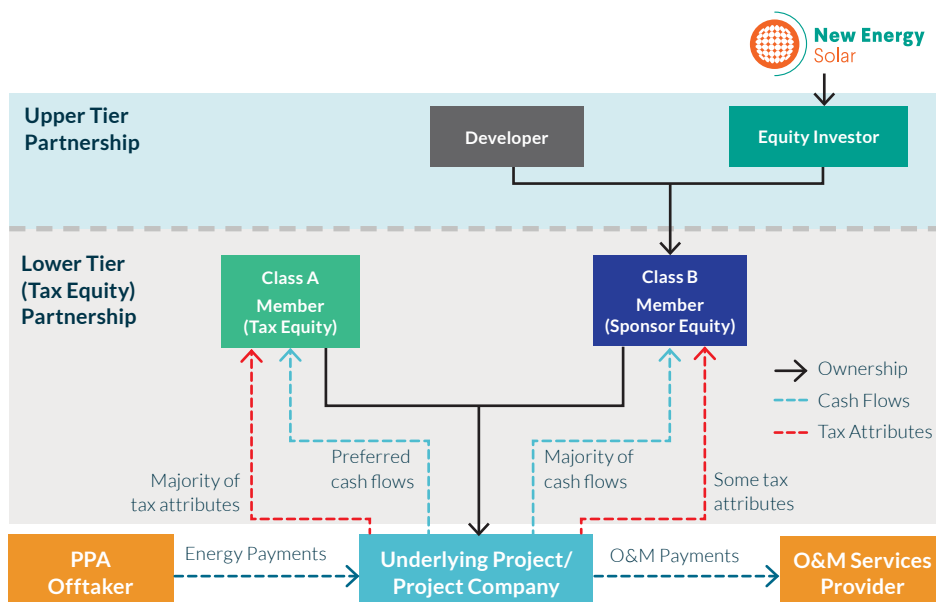 New Energy
Solar
Upper Tier
Partnership
Developer
Equity Investor
Lower Tier
(Tax Equity)
Partnership
Class A
Member
(Tax Equity)
Class B
Member
(Sponsor Equity)
Ownership
Cash Flows
Tax Attributes
Majority of
tax attributes
Preferred
cash flows
Majority of
cash flows
Some tax
attributes
PPA
Offtaker
Energy Payments
Underlying Project/
Project Company
O&M Payments
O&M Services
Provider